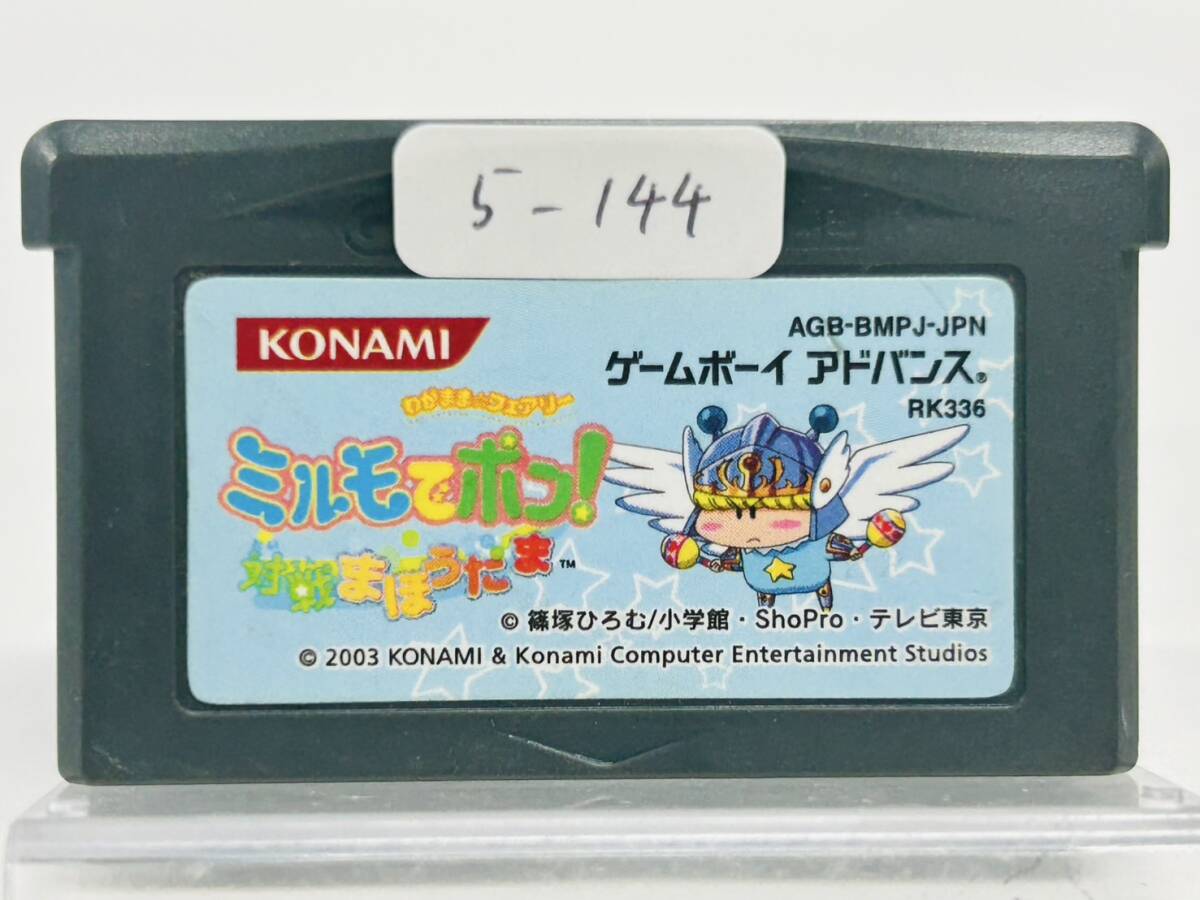 5-144
KONAMI
AGB-BMPJ-JPN
ゲームボーイ アドバンス®
RK336
わがまま☆フェアリー
ミルモでポン!
対戦まほうだま™
© 篠塚ひろむ/小学館・ShoPro・テレビ東京
© 2003 KONAMI & Konami Computer Entertainment Studios